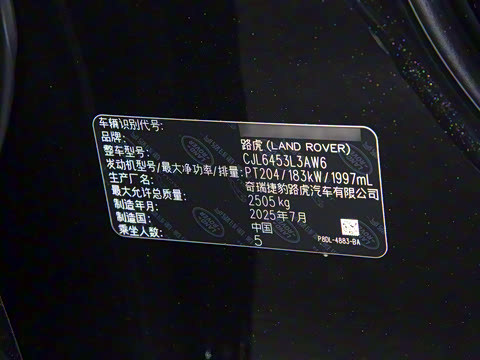 车辆识别代号:
品牌: 路虎(LAND ROVER)
整车型号: CJL6453L3AW6
发动机型号/最大净功率/排量: PT204/183kW/1997mL
生产厂名: 奇瑞捷豹路虎汽车有限公司
最大允许总质量: 2505kg
制造年月: 2025年7月
制造国: 中国
乘坐人数: 5
P8DL-4883-BA